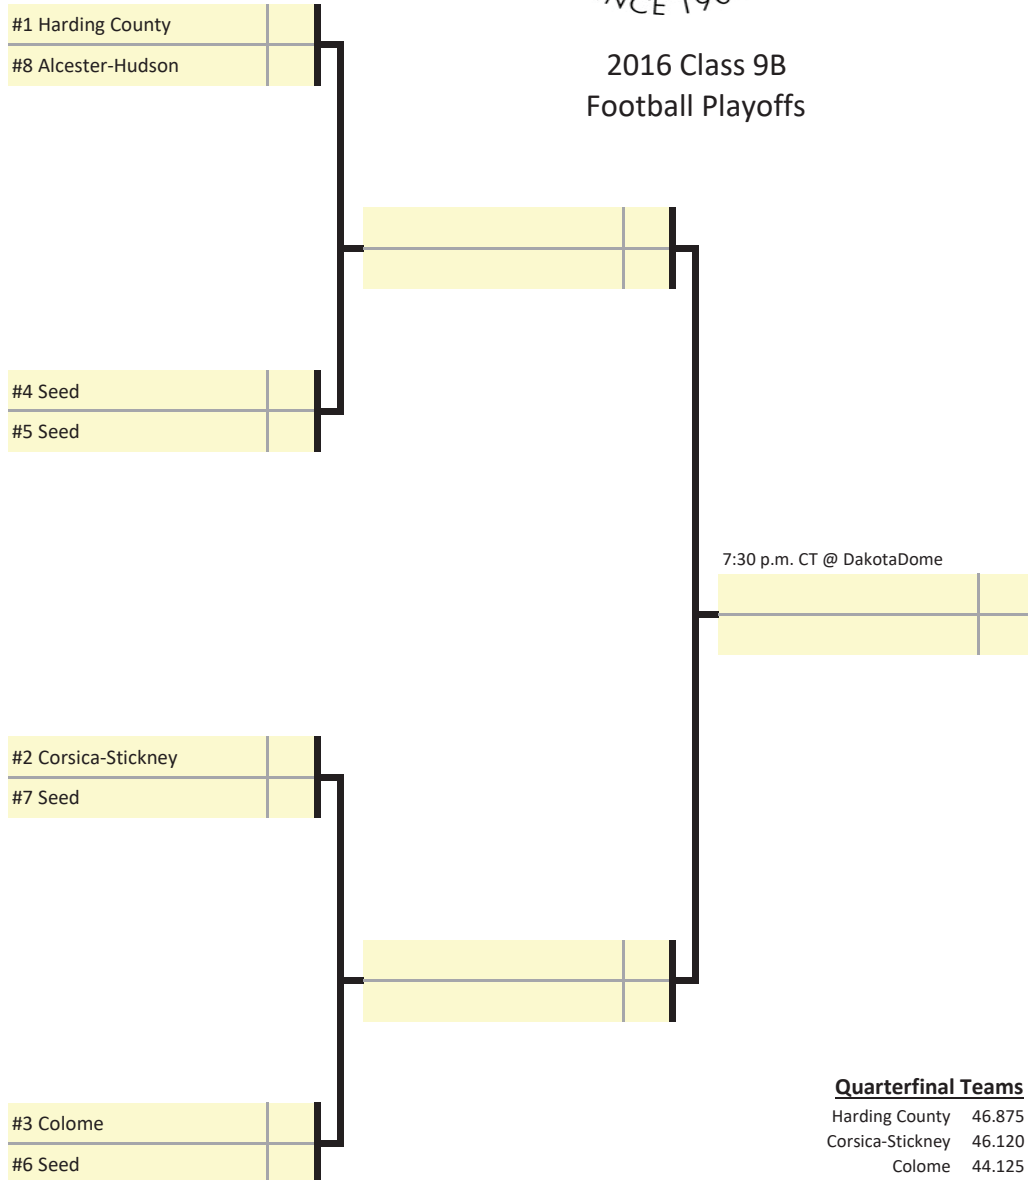 #1 Harding County
#8 Alcester-Hudson
2016 Class 9B
Football Playoffs
#4 Seed
#5 Seed
7:30 p.m. CT @ DakotaDome
#2 Corsica-Stickney
#7 Seed
#3 Colome
#6 Seed
Quarterfinal Teams
Harding County 46.875
Corsica-Stickney 46.120
Colome 44.125